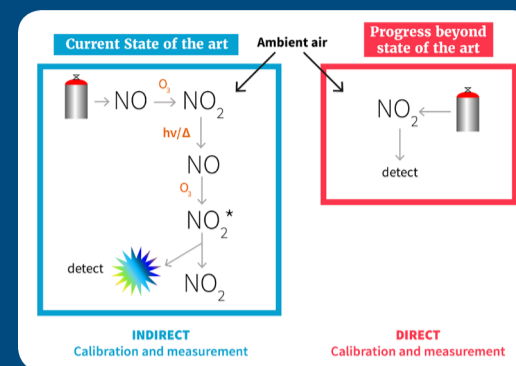 Current State of the art
Ambient air
Progress beyond
state of the art
NO O₃ NO₂
hv/Δ
NO
O₃
NO₂*
detect
NO₂
INDIRECT
Calibration and measurement
NO₂
detect
DIRECT
Calibration and measurement